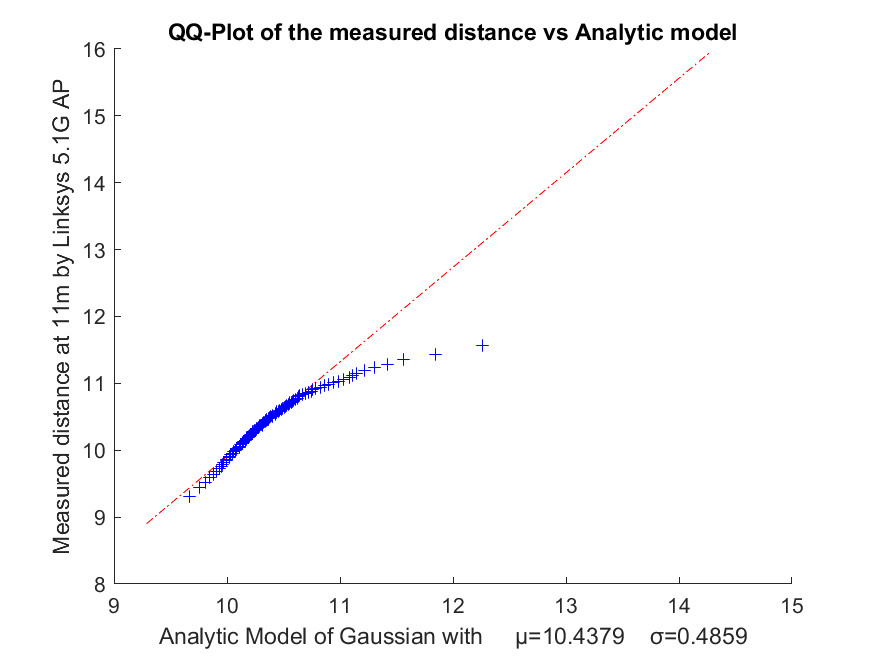 QQ-Plot of the measured distance vs Analytic model
Measured distance at 11m by Linksys 5.1G AP
16
15
14
13
12
11
10
9
8
9 10 11 12 13 14 15
Analytic Model of Gaussian with μ=10.4379 σ=0.4859